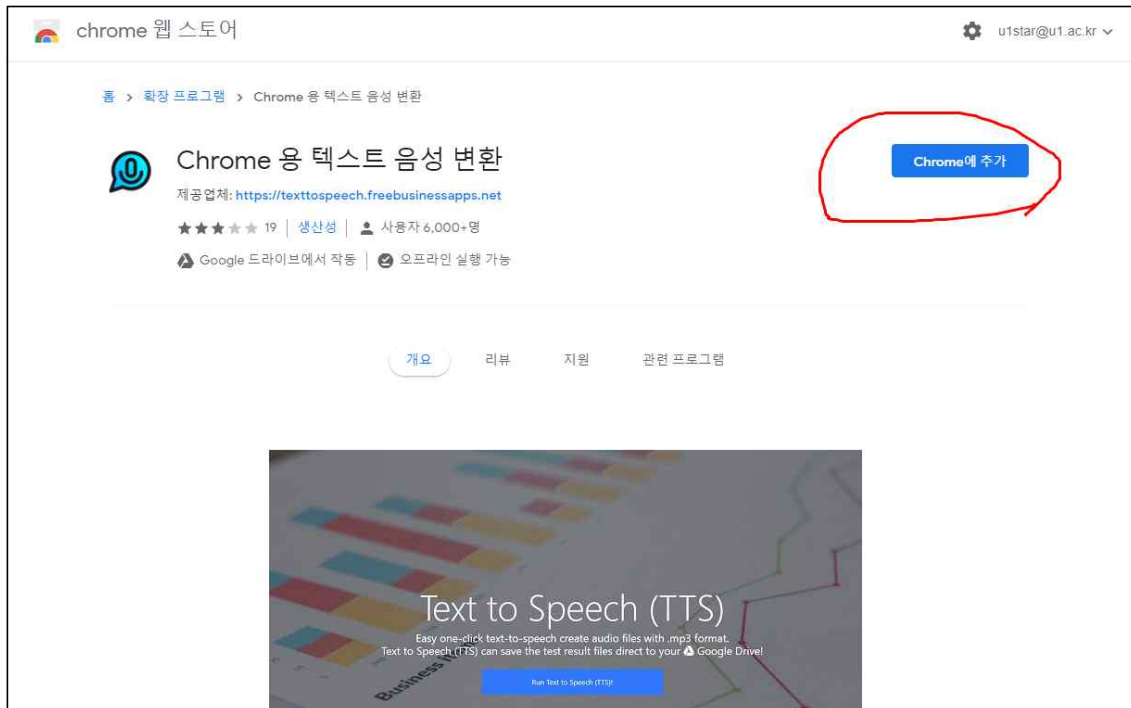 chrome 웹 스토어
u1star@u1.ac.kr
홈 > 확장 프로그램 > Chrome 용 텍스트 음성 변환
Chrome 용 텍스트 음성 변환
Chrome에 추가
제공업체: https://texttospeech.freebusinessapps.net
★★★★★ 19 | 생산성 | 사용자 6,000+명
Google 드라이브에서 작동 | 오프라인 실행 가능
개요 리뷰 지원 관련 프로그램
Text to Speech (TTS)
Easy one-click text-to-speech create audio files with .mp3 format.
Text to Speech (TTS) can save the test result files direct to your Google Drive!
Run Text to Speech (TTS)!
Business